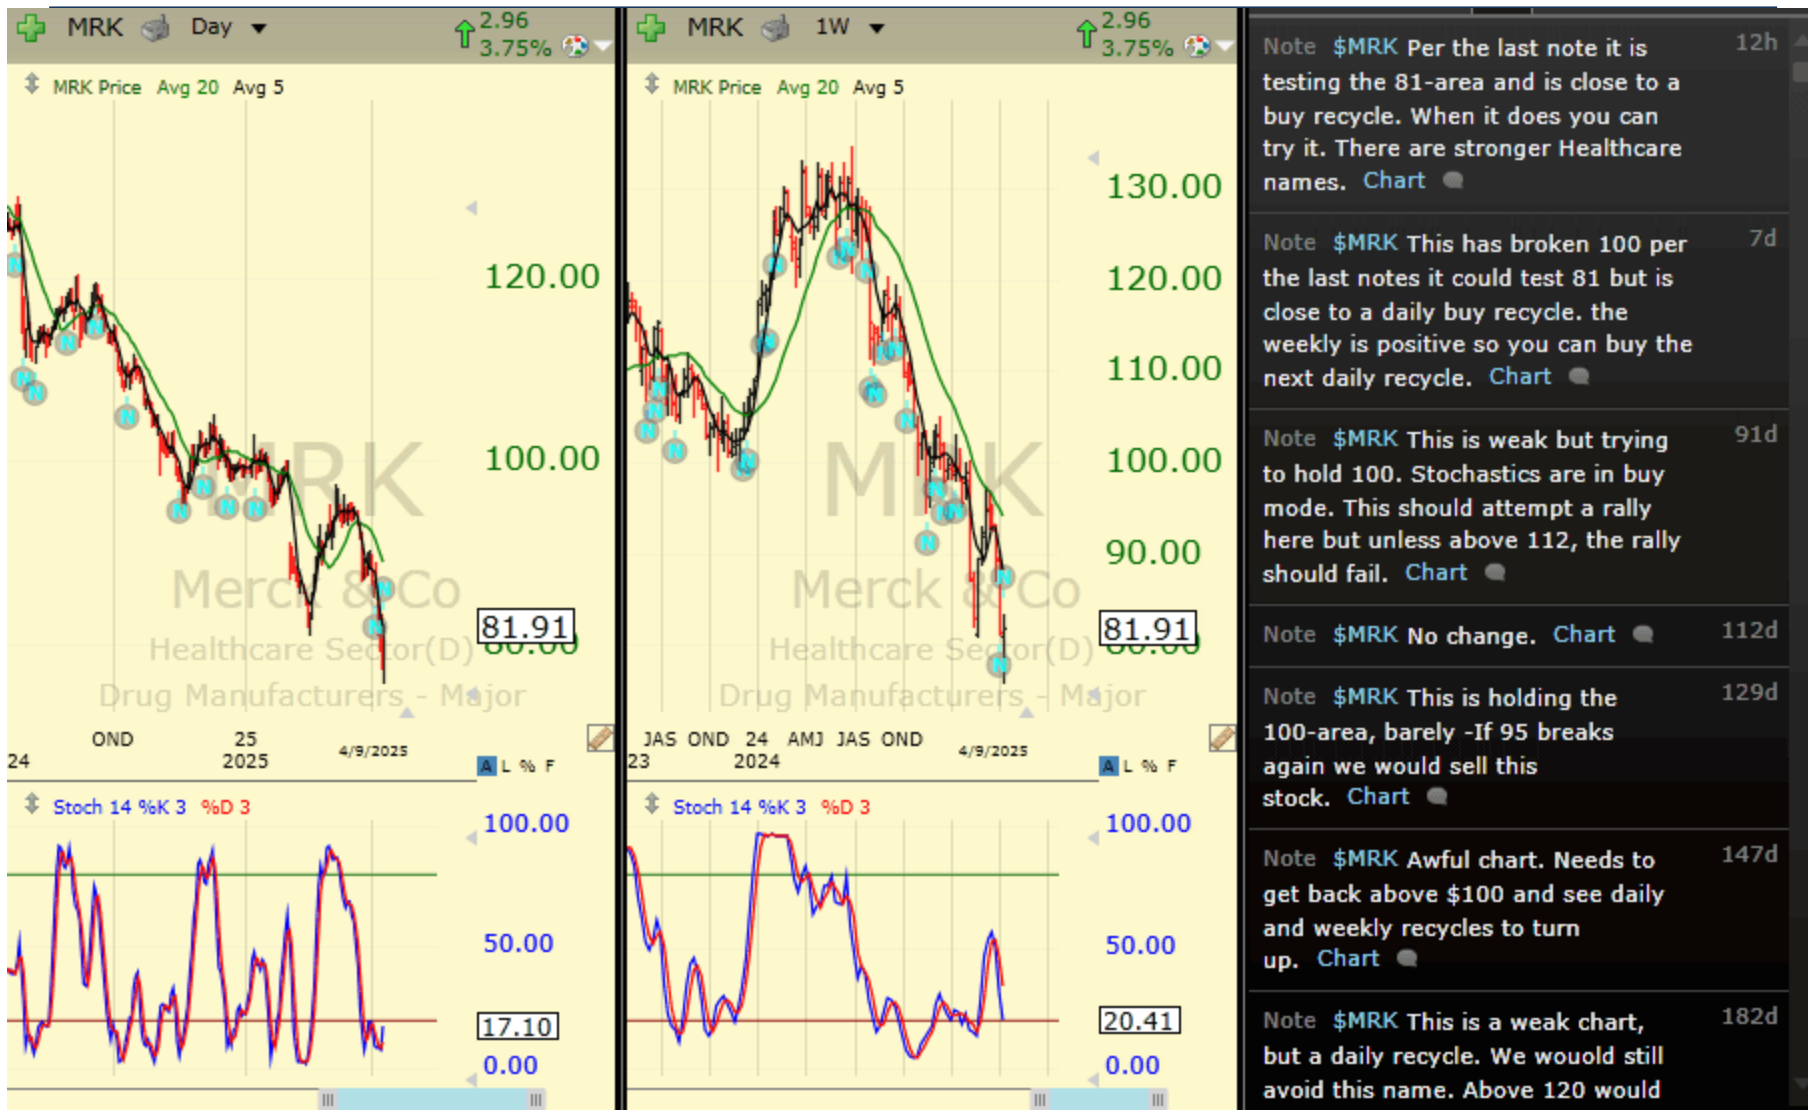 MRK Day
2.96
3.75%
MRK Price Avg 20 Avg 5
120.00
100.00
81.91
80.00
MRK
Merck & Co
Healthcare Sector(D)
Drug Manufacturers - Major
OND 25
24 2025 4/9/2025
A L % F
Stoch 14 %K 3 %D 3
100.00
50.00
17.10
0.00
MRK 1W
2.96
3.75%
MRK Price Avg 20 Avg 5
130.00
120.00
110.00
100.00
90.00
81.91
80.00
MRK
Merck & Co
Healthcare Sector(D)
Drug Manufacturers - Major
JAS OND 24 AMJ JAS OND
23 2024 4/9/2025
A L % F
Stoch 14 %K 3 %D 3
100.00
50.00
20.41
0.00
Note $MRK Per the last note it is 12h
testing the 81-area and is close to a
buy recycle. When it does you can
try it. There are stronger Healthcare
names. Chart
Note $MRK This has broken 100 per 7d
the last notes it could test 81 but is
close to a daily buy recycle. the
weekly is positive so you can buy the
next daily recycle. Chart
Note $MRK This is weak but trying 91d
to hold 100. Stochastics are in buy
mode. This should attempt a rally
here but unless above 112, the rally
should fail. Chart
Note $MRK No change. Chart 112d
Note $MRK This is holding the 129d
100-area, barely -If 95 breaks
again we would sell this
stock. Chart
Note $MRK Awful chart. Needs to 147d
get back above $100 and see daily
and weekly recycles to turn
up. Chart
Note $MRK This is a weak chart, 182d
but a daily recycle. We wouold still
avoid this name. Above 120 would